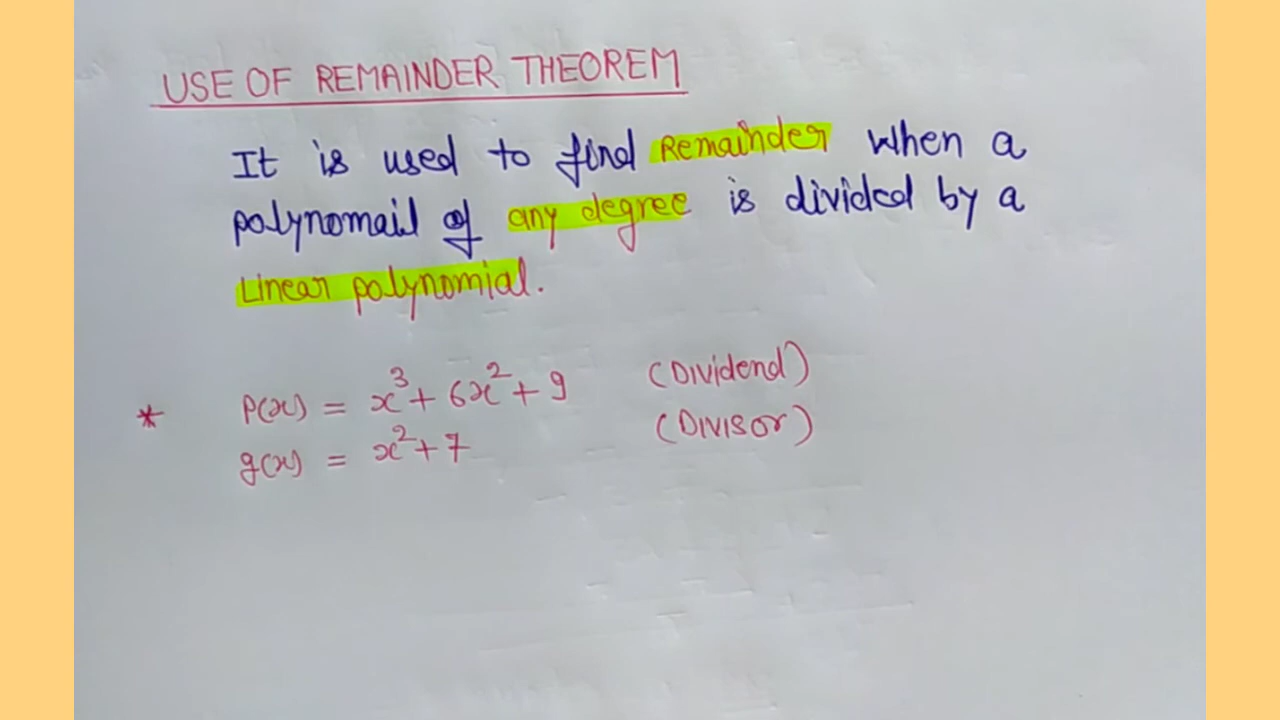 USE OF REMAINDER THEOREM
It is used to find Remainder when a
polynomail of any degree is divided by a
Linear polynomial.
* P(x) = x³ + 6x² + 9 (Dividend)
g(x) = x² + 7 (DIVISOR)